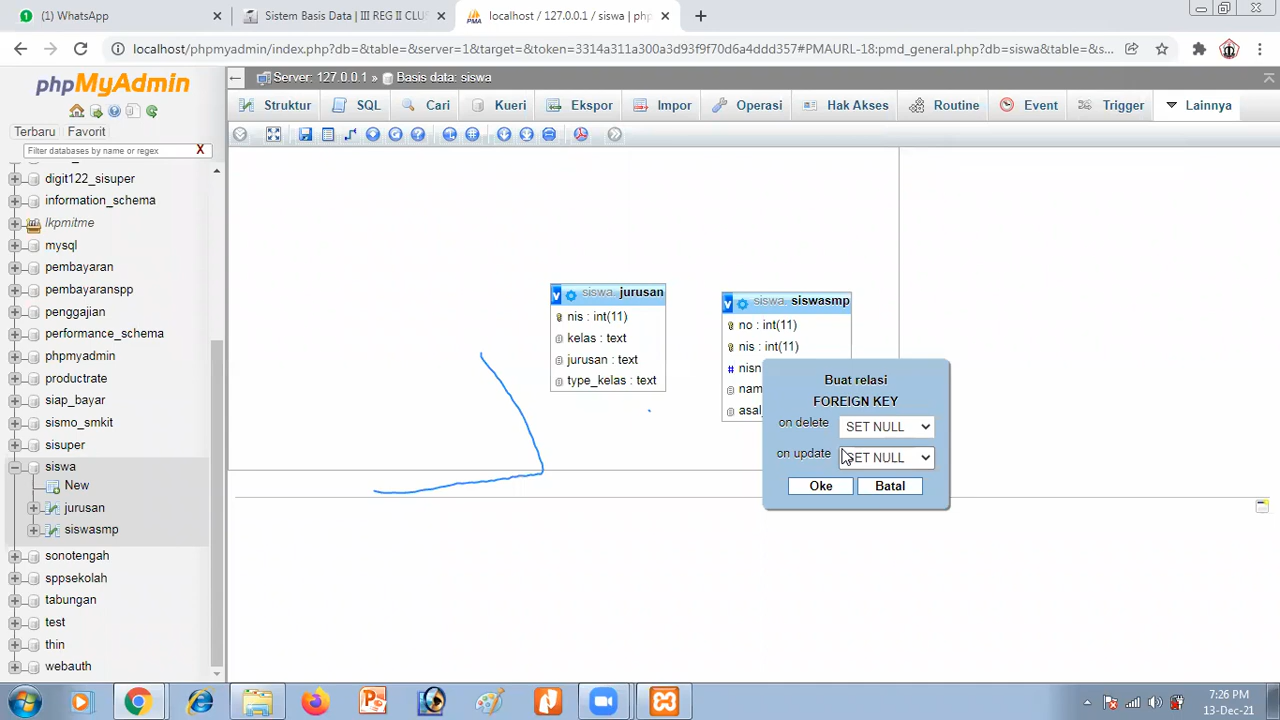 WhatsApp
Sistem Basis Data | III REG II CLUS
localhost / 127.0.0.1 / siswa | php
localhost/phpmyadmin/index.php?db=&table=&server=1&target=&token=3314a311a300a3d93f9f70d6a4ddd357#PMAURL-18:pmd_general.php?db=siswa&table=&s...
phpMyAdmin
Server: 127.0.0.1 » Basis data: siswa
Struktur SQL Cari Kueri Ekspor Impor Operasi Hak Akses Routine Event Trigger Lainnya
Terbaru Favorit
Filter databases by name or regex X
digit122_sisuper
information_schema
lkpmitme
mysql
pembayaran
pembayaranspp
penggajian
performance_schema
phpmyadmin
productrate
siap_bayar
sismo_smkit
sisuper
siswa
New
jurusan
siswasmp
sonotengah
sppsekolah
tabungan
test
thin
webauth
v siswa jurusan
nis : int(11)
kelas : text
jurusan : text
type_kelas : text
v siswa siswasmp
no : int(11)
nis : int(11)
nisn
nam
asal
Buat relasi
FOREIGN KEY
on delete SET NULL
on update SET NULL
Oke Batal
7:26 PM
13-Dec-21